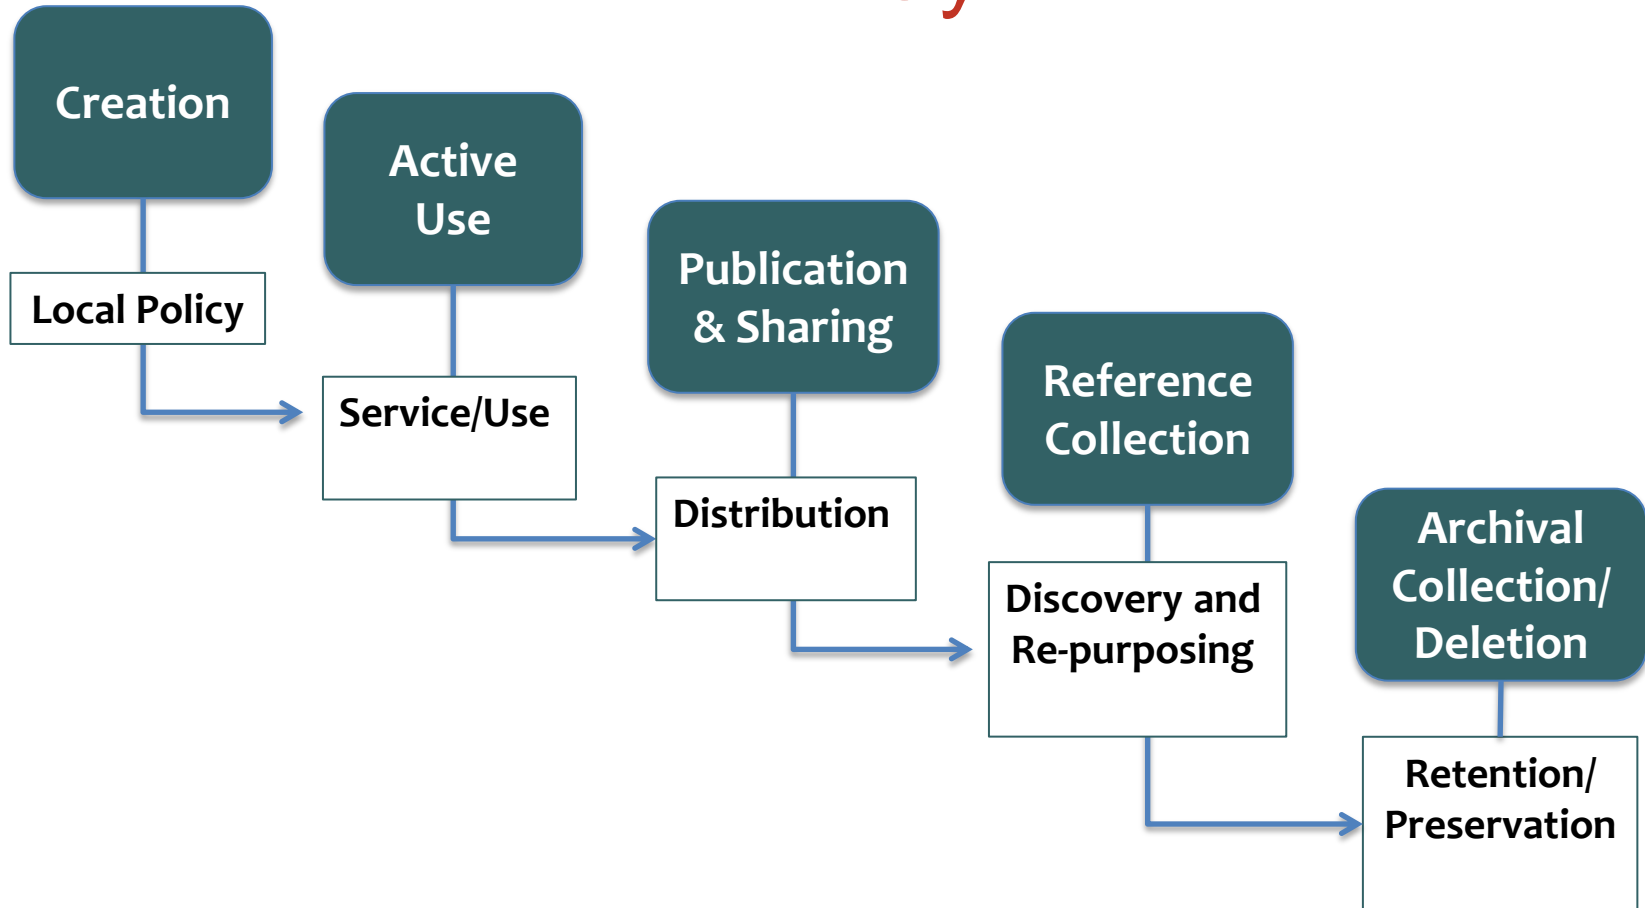 Creation
Local Policy
Active
Use
Service/Use
Publication
& Sharing
Distribution
Reference
Collection
Discovery and
Re-purposing
Archival
Collection/
Deletion
Retention/
Preservation